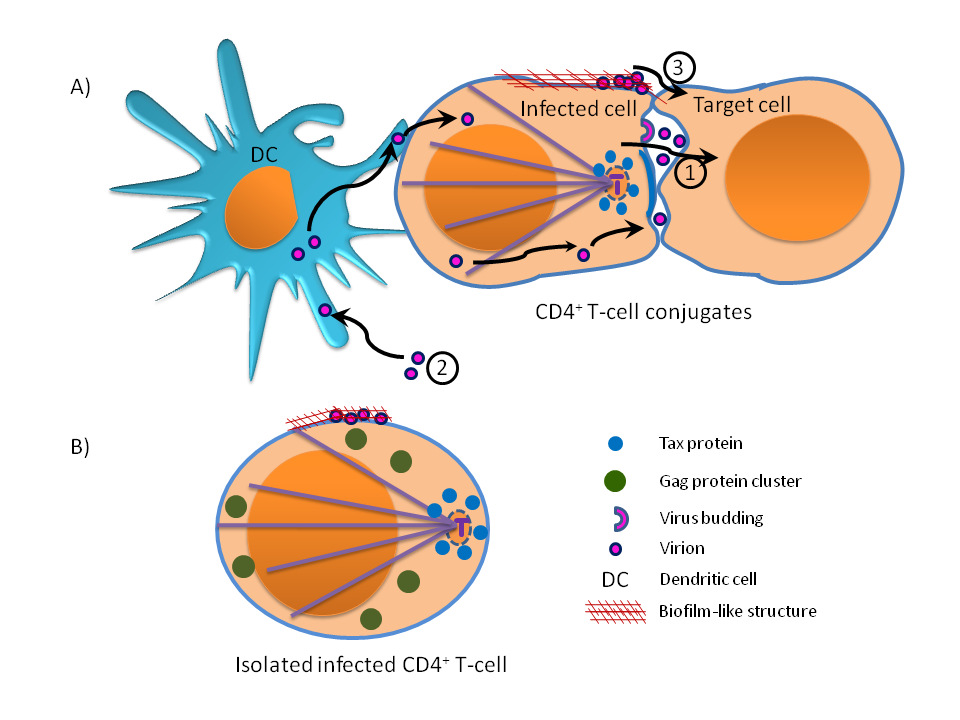 A)
DC
Infected cell
Target cell
3
1
T
2
CD4⁺ T-cell conjugates
B)
T
Isolated infected CD4⁺ T-cell
Tax protein
Gag protein cluster
Virus budding
Virion
DC Dendritic cell
Biofilm-like structure